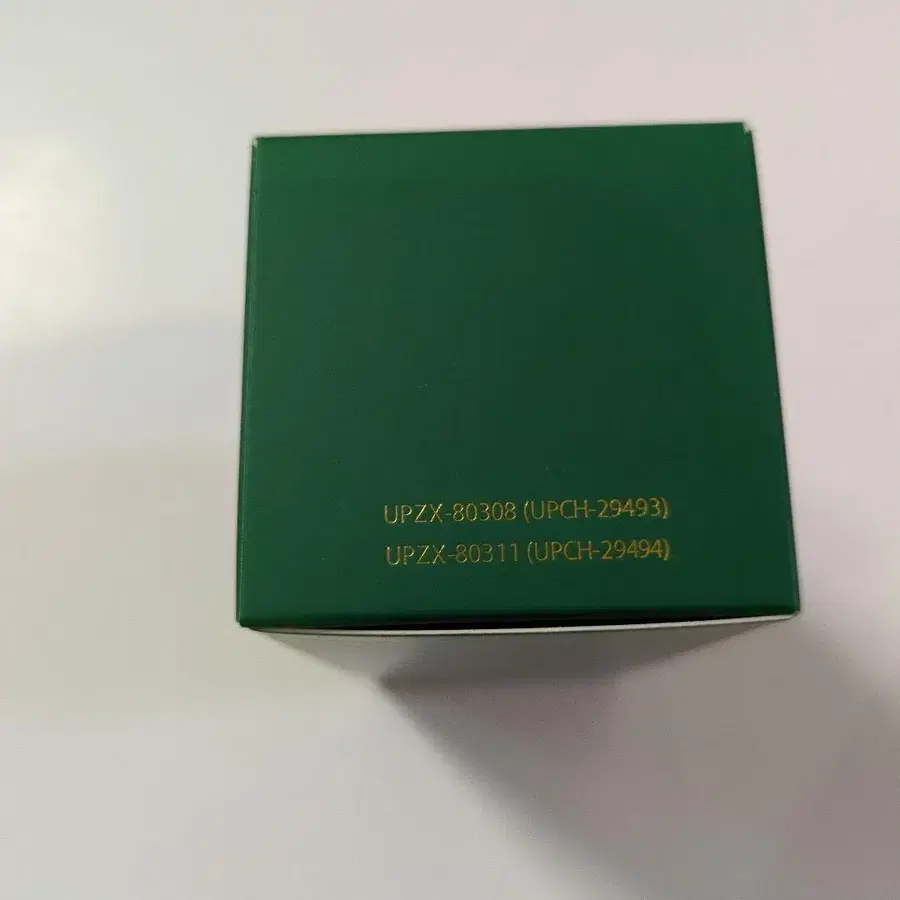 UPZX-80308 (UPCH-29493)
UPZX-80311 (UPCH-29494)